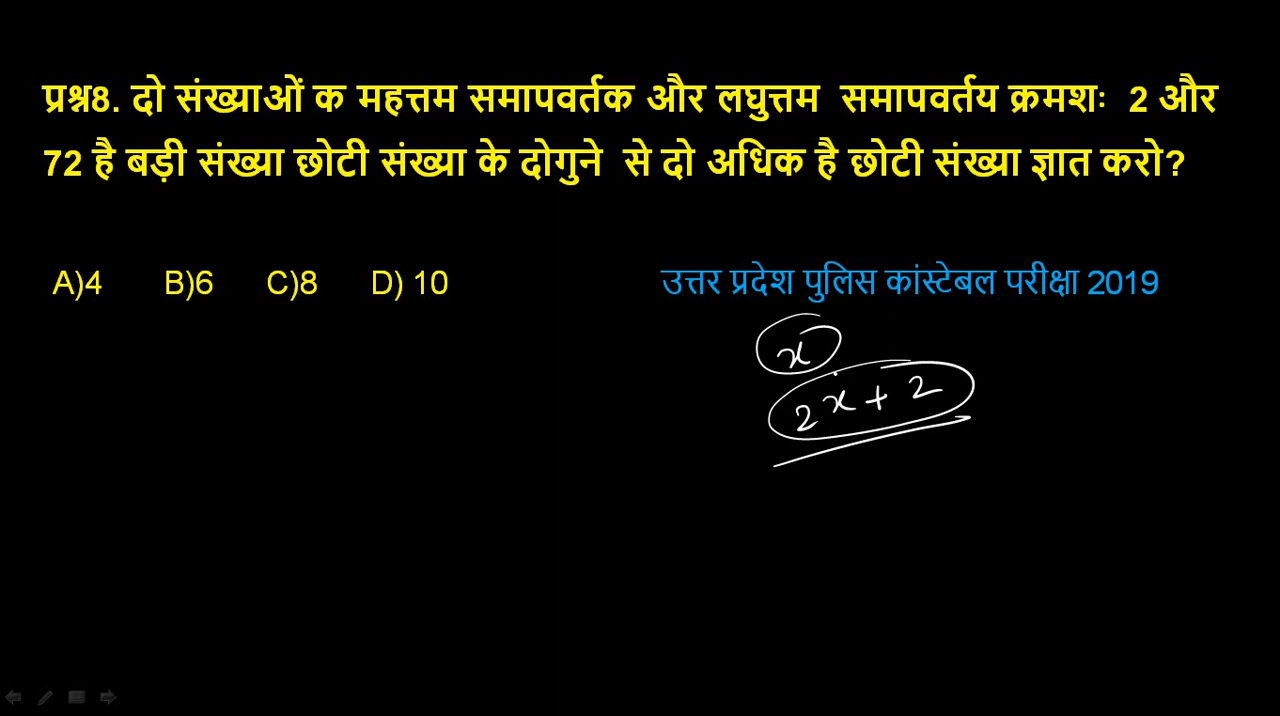 प्रश्न8. दो संख्याओं क महत्तम समापवर्तक और लघुत्तम समापवर्तय क्रमशः 2 और
72 है बड़ी संख्या छोटी संख्या के दोगुने से दो अधिक है छोटी संख्या ज्ञात करो?
A)4 B)6 C)8 D) 10 उत्तर प्रदेश पुलिस कांस्टेबल परीक्षा 2019
x
2x + 2